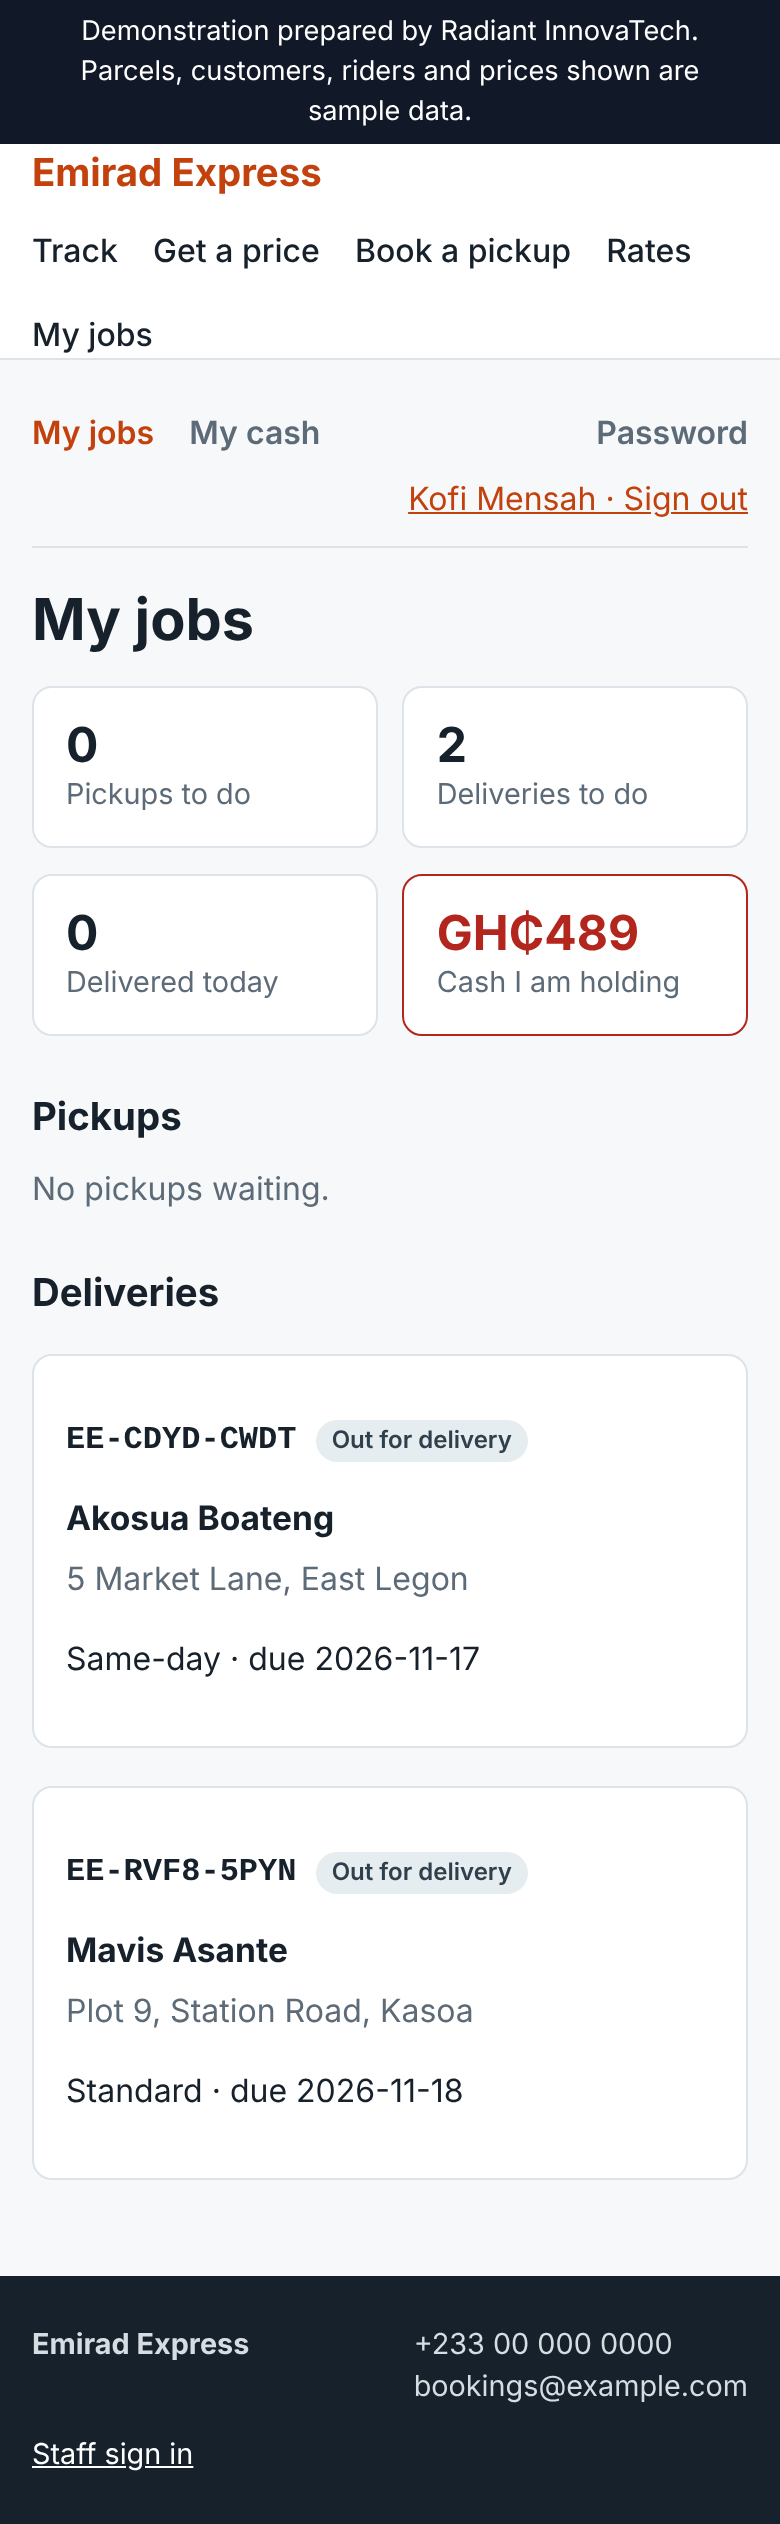 Demonstration prepared by Radiant InnovaTech.
Parcels, customers, riders and prices shown are
sample data.
Emirad Express
Track Get a price Book a pickup Rates
My jobs
My jobs My cash Password
Kofi Mensah · Sign out
My jobs
0
Pickups to do
2
Deliveries to do
0
Delivered today
GH₵489
Cash I am holding
Pickups
No pickups waiting.
Deliveries
EE-CDYD-CWDT Out for delivery
Akosua Boateng
5 Market Lane, East Legon
Same-day · due 2026-11-17
EE-RVF8-5PYN Out for delivery
Mavis Asante
Plot 9, Station Road, Kasoa
Standard · due 2026-11-18
Emirad Express
+233 00 000 0000
bookings@example.com
Staff sign in